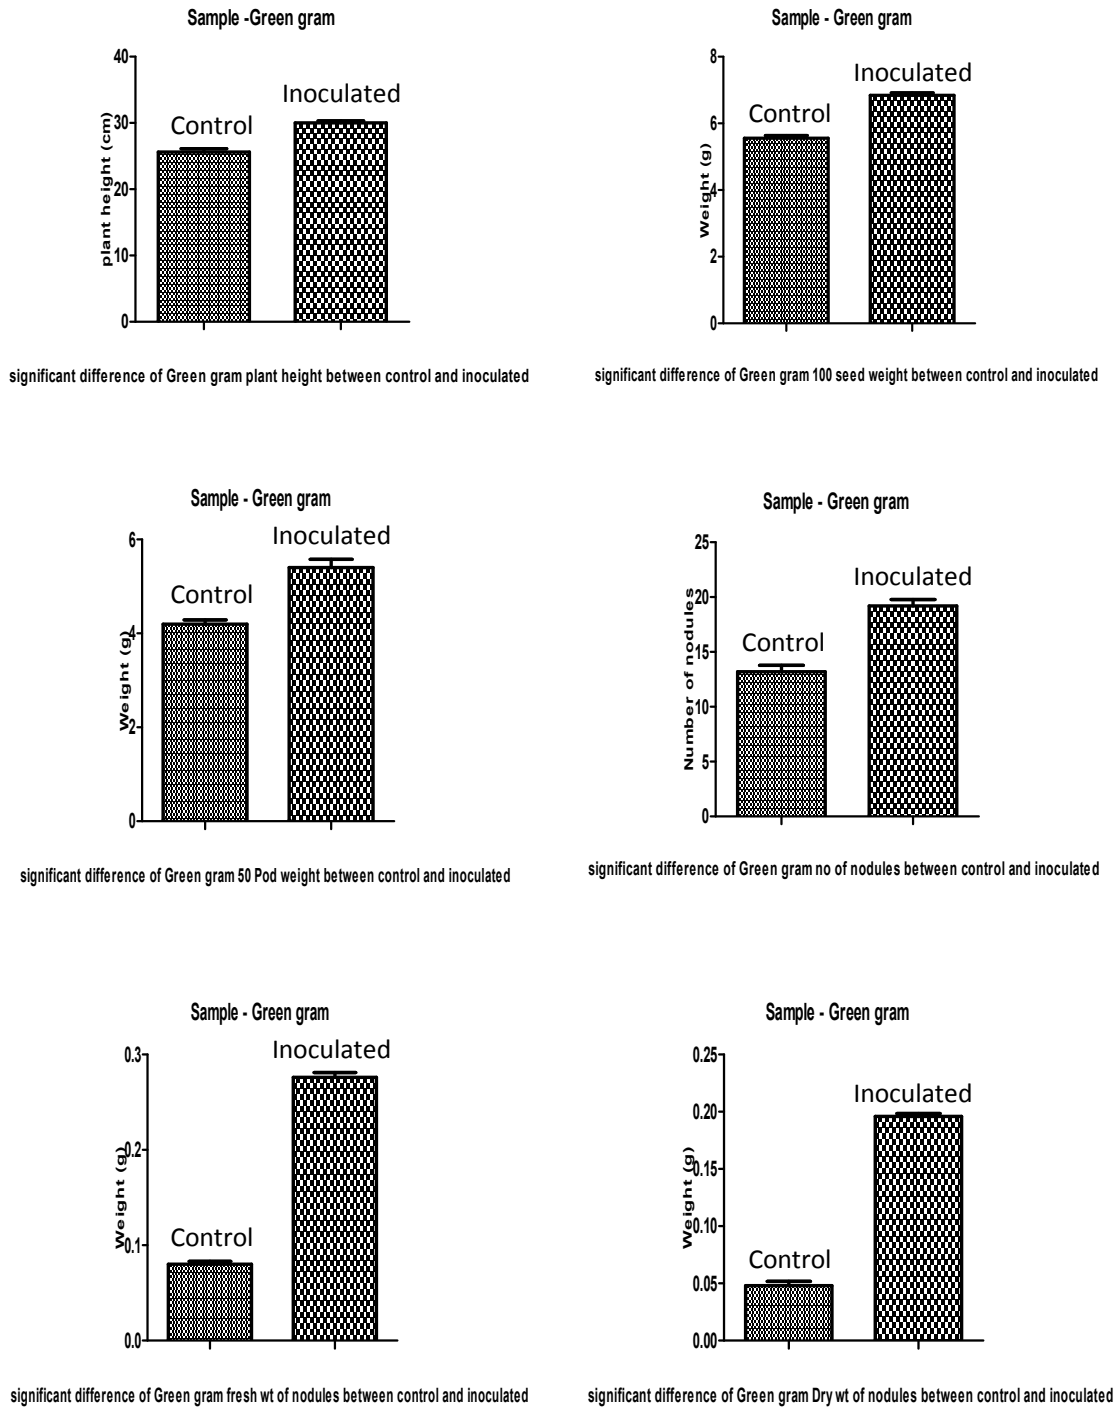 Sample -Green gram
40
30
20
10
0
plant height (cm)
Control
Inoculated
significant difference of Green gram plant height between control and inoculated
Sample - Green gram
8
6
4
2
0
Weight (g)
Control
Inoculated
significant difference of Green gram 100 seed weight between control and inoculated
Sample - Green gram
6
4
2
0
Weight (g)
Control
Inoculated
significant difference of Green gram 50 Pod weight between control and inoculated
Sample - Green gram
25
20
15
10
5
0
Number of nodules
Control
Inoculated
significant difference of Green gram no of nodules between control and inoculated
Sample - Green gram
0.3
0.2
0.1
0.0
Weight (g)
Control
Inoculated
significant difference of Green gram fresh wt of nodules between control and inoculated
Sample - Green gram
0.25
0.20
0.15
0.10
0.05
0.00
Weight (g)
Control
Inoculated
significant difference of Green gram Dry wt of nodules between control and inoculated